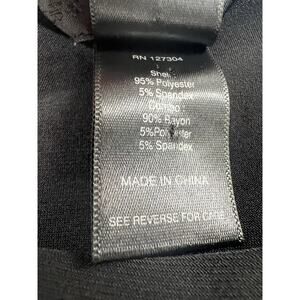 RN 127304
Shell:
95% Polyester
5% Spandex
Combo:
90% Rayon
5% Polyester
5% Spandex
MADE IN CHINA
SEE REVERSE FOR CARE